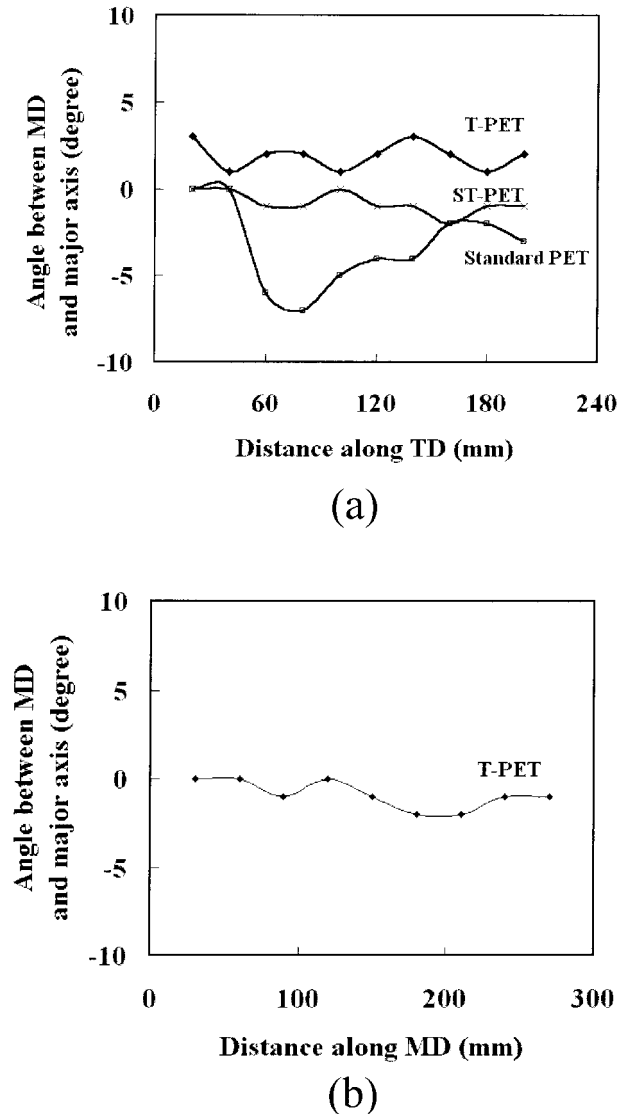 10
5
0
-5
-10
Angle between MD
and major axis (degree)
T-PET
ST-PET
Standard PET
0 60 120 180 240
Distance along TD (mm)
(a)
10
5
0
-5
-10
Angle between MD
and major axis (degree)
T-PET
0 100 200 300
Distance along MD (mm)
(b)